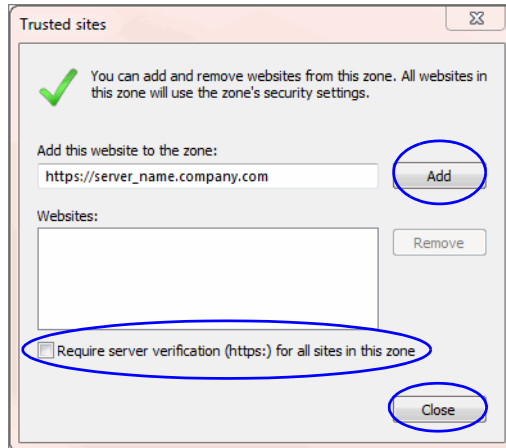 Trusted sites
You can add and remove websites from this zone. All websites in
this zone will use the zone's security settings.
Add this website to the zone:
https://server_name.company.com
Add
Websites:
Remove
Require server verification (https:) for all sites in this zone
Close